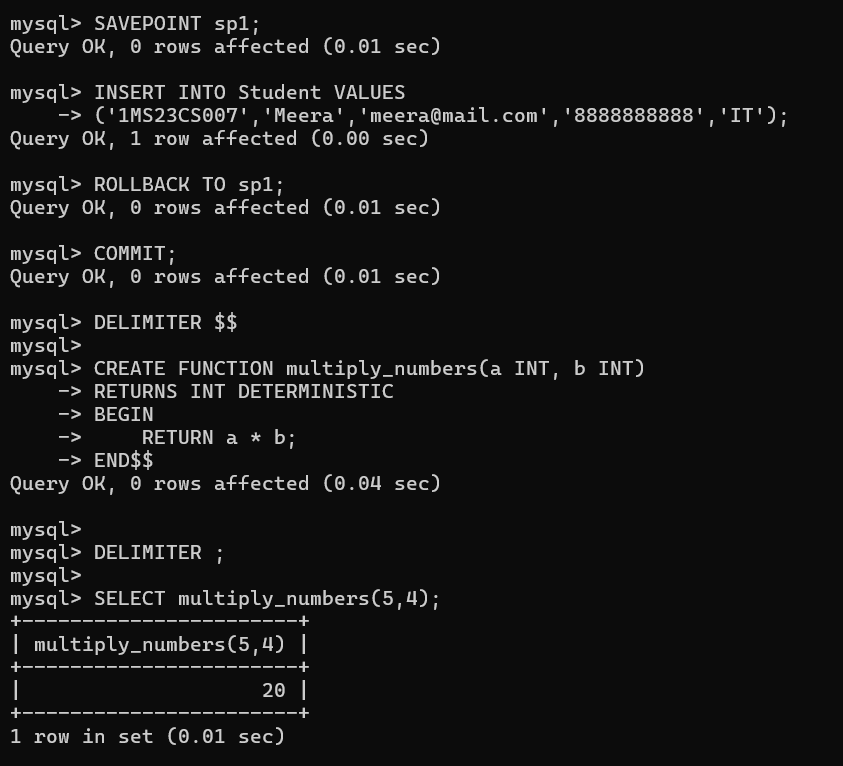 mysql> SAVEPOINT sp1;
Query OK, 0 rows affected (0.01 sec)

mysql> INSERT INTO Student VALUES
    -> ('1MS23CS007','Meera','meera@mail.com','8888888888','IT');
Query OK, 1 row affected (0.00 sec)

mysql> ROLLBACK TO sp1;
Query OK, 0 rows affected (0.01 sec)

mysql> COMMIT;
Query OK, 0 rows affected (0.01 sec)

mysql> DELIMITER $$
mysql>
mysql> CREATE FUNCTION multiply_numbers(a INT, b INT)
    -> RETURNS INT DETERMINISTIC
    -> BEGIN
    ->     RETURN a * b;
    -> END$$
Query OK, 0 rows affected (0.04 sec)

mysql>
mysql> DELIMITER ;
mysql>
mysql> SELECT multiply_numbers(5,4);
+-----------------------+
| multiply_numbers(5,4) |
+-----------------------+
|                    20 |
+-----------------------+
1 row in set (0.01 sec)